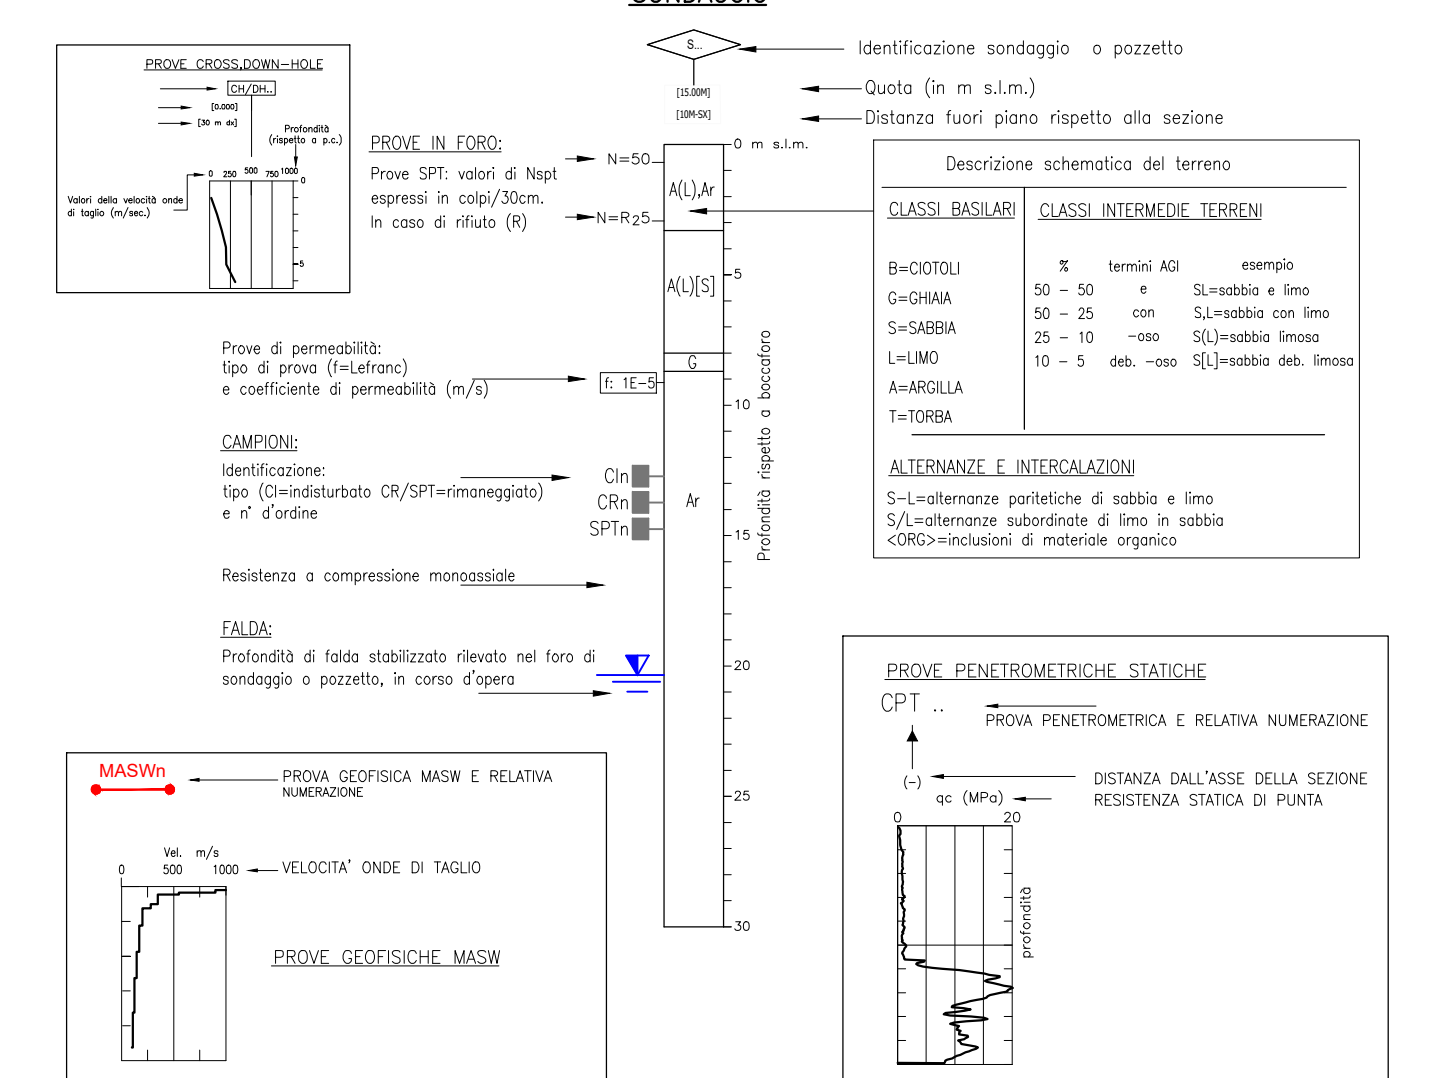 S...
Identificazione sondaggio o pozzetto
[15.00M]
Quota (in m s.l.m.)
[10M-SX]
Distanza fuori piano rispetto alla sezione
PROVE CROSS,DOWN-HOLE
CH/DH..
[0.000]
[30 m dx]
Profondità
(rispetto a p.c.)
0 250 500 750 1000
0
Valori della velocità onde
di taglio (m/sec.)
5
PROVE IN FORO:
Prove SPT: valori di Nspt
espressi in colpi/30cm.
In caso di rifiuto (R)
N=50
N=R25
0 m s.l.m.
A(L),Ar
5
A(L)[S]
G
10
Ar
15
20
25
30
Profondità rispetto a boccaforo
Prove di permeabilità:
tipo di prova (f=Lefranc)
e coefficiente di permeabilità (m/s)
f: 1E-5
CAMPIONI:
Identificazione:
tipo (CI=indisturbato CR/SPT=rimaneggiato)
e n° d'ordine
CIn
CRn
SPTn
Resistenza a compressione monoassiale
FALDA:
Profondità di falda stabilizzato rilevato nel foro di
sondaggio o pozzetto, in corso d'opera
Descrizione schematica del terreno
CLASSI BASILARI
B=CIOTOLI
G=GHIAIA
S=SABBIA
L=LIMO
A=ARGILLA
T=TORBA
CLASSI INTERMEDIE TERRENI
% termini AGI esempio
50 - 50 e SL=sabbia e limo
50 - 25 con S,L=sabbia con limo
25 - 10 -oso S(L)=sabbia limosa
10 - 5 deb. -oso S[L]=sabbia deb. limosa
ALTERNANZE E INTERCALAZIONI
S-L=alternanze paritetiche di sabbia e limo
S/L=alternanze subordinate di limo in sabbia
<ORG>=inclusioni di materiale organico
MASWn
PROVA GEOFISICA MASW E RELATIVA
NUMERAZIONE
Vel. m/s
0 500 1000
VELOCITA' ONDE DI TAGLIO
PROVE GEOFISICHE MASW
PROVE PENETROMETRICHE STATICHE
CPT ..
PROVA PENETROMETRICA E RELATIVA NUMERAZIONE
(-)
DISTANZA DALL'ASSE DELLA SEZIONE
qc (MPa)
RESISTENZA STATICA DI PUNTA
0 20
profondità